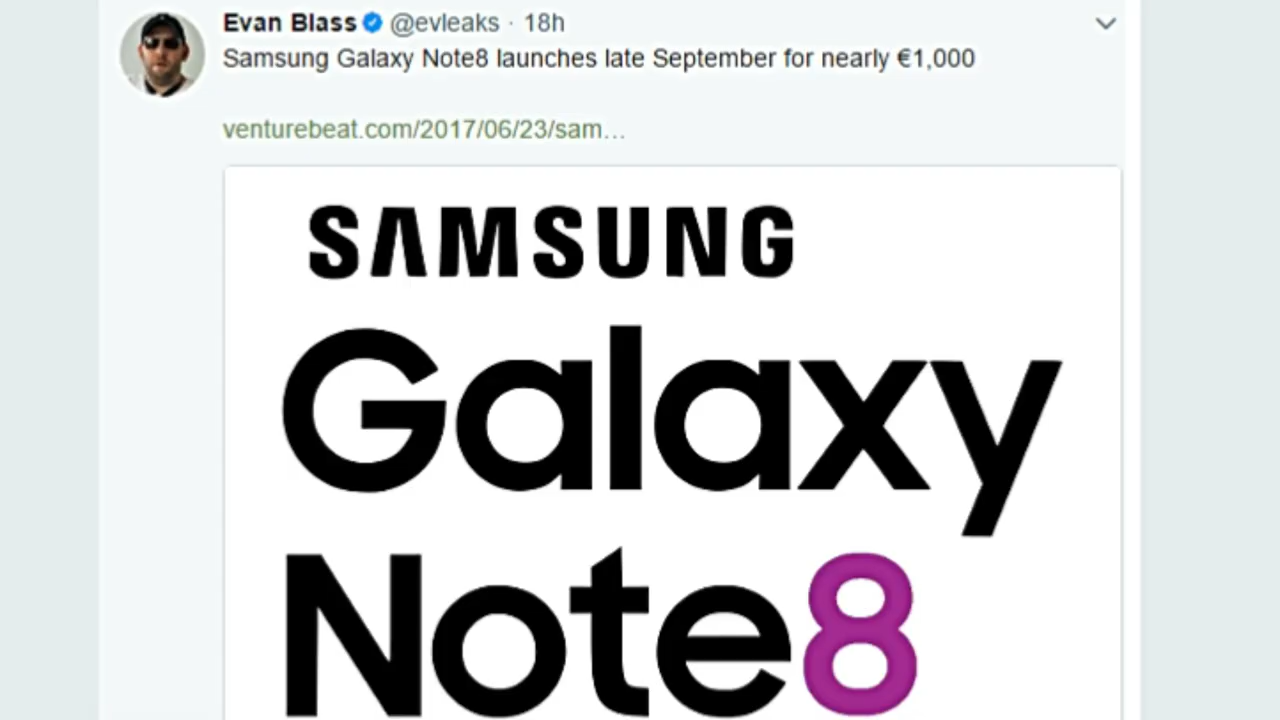 Evan Blass @evleaks · 18h
Samsung Galaxy Note8 launches late September for nearly €1,000
venturebeat.com/2017/06/23/sam…
SAMSUNG
Galaxy
Note8